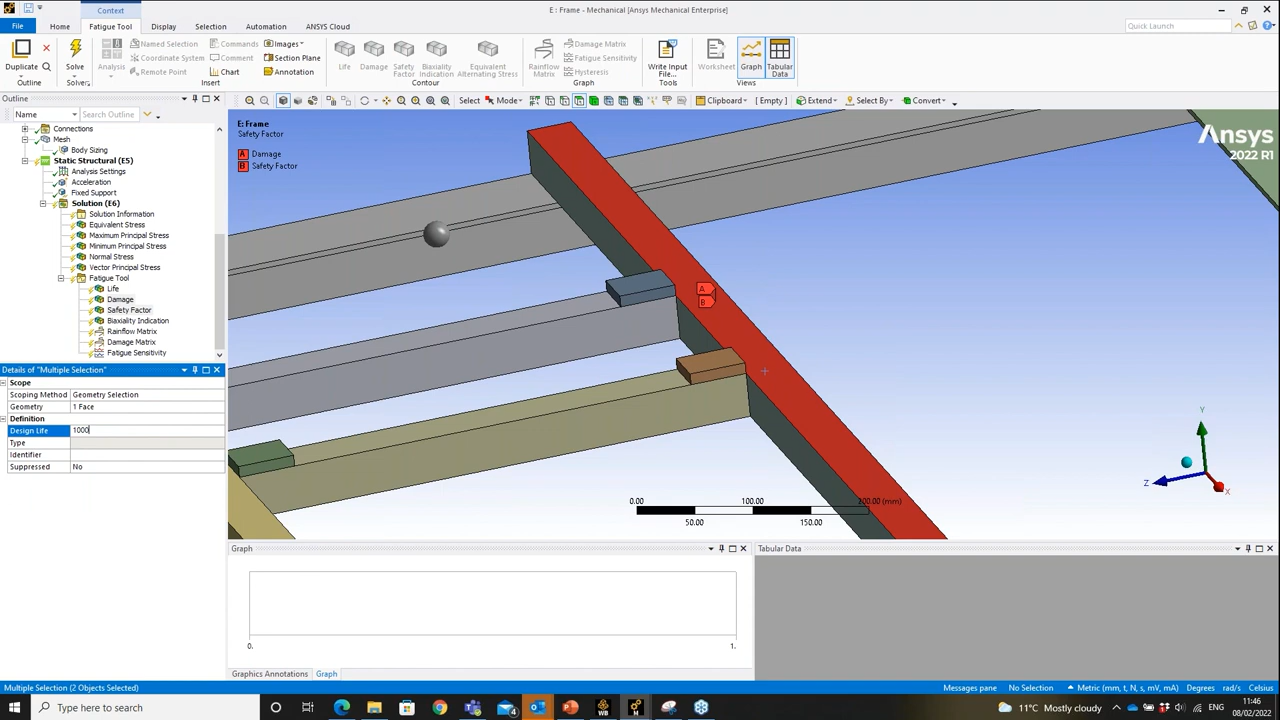 Context
E : Frame - Mechanical [Ansys Mechanical Enterprise]
File
Home
Fatigue Tool
Display
Selection
Automation
ANSYS Cloud
Quick Launch
Duplicate
Outline
Solve
Solver
Analysis
Named Selection
Coordinate System
Remote Point
Commands
Comment
Chart
Images
Section Plane
Annotation
Insert
Life
Damage
Safety
Factor
Biaxiality
Indication
Equivalent
Alternating Stress
Contour
Rainflow
Matrix
Damage Matrix
Fatigue Sensitivity
Hysteresis
Graph
Write Input
File...
Tools
Worksheet
Graph
Tabular
Data
Views
Outline
Name
Search Outline
Select
Mode
Clipboard
[ Empty ]
Extend
Select By
Convert
Connections
Mesh
Body Sizing
Static Structural (E5)
Analysis Settings
Acceleration
Fixed Support
Solution (E6)
Solution Information
Equivalent Stress
Maximum Principal Stress
Minimum Principal Stress
Normal Stress
Vector Principal Stress
Fatigue Tool
Life
Damage
Safety Factor
Biaxiality Indication
Rainflow Matrix
Damage Matrix
Fatigue Sensitivity
Details of "Multiple Selection"
Scope
Scoping Method Geometry Selection
Geometry 1 Face
Definition
Design Life 1000
Type
Identifier
Suppressed No
E: Frame
Safety Factor
A Damage
B Safety Factor
Ansys
2022 R1
A
B
0.00 100.00 200.00 (mm)
50.00 150.00
Y
Z
X
Graph
0.
1.
Graphics Annotations
Graph
Tabular Data
Multiple Selection (2 Objects Selected)
Messages pane
No Selection
Metric (mm, t, N, s, mV, mA)
Degrees
rad/s
Celsius
Type here to search
11°C Mostly cloudy
11:46
08/02/2022